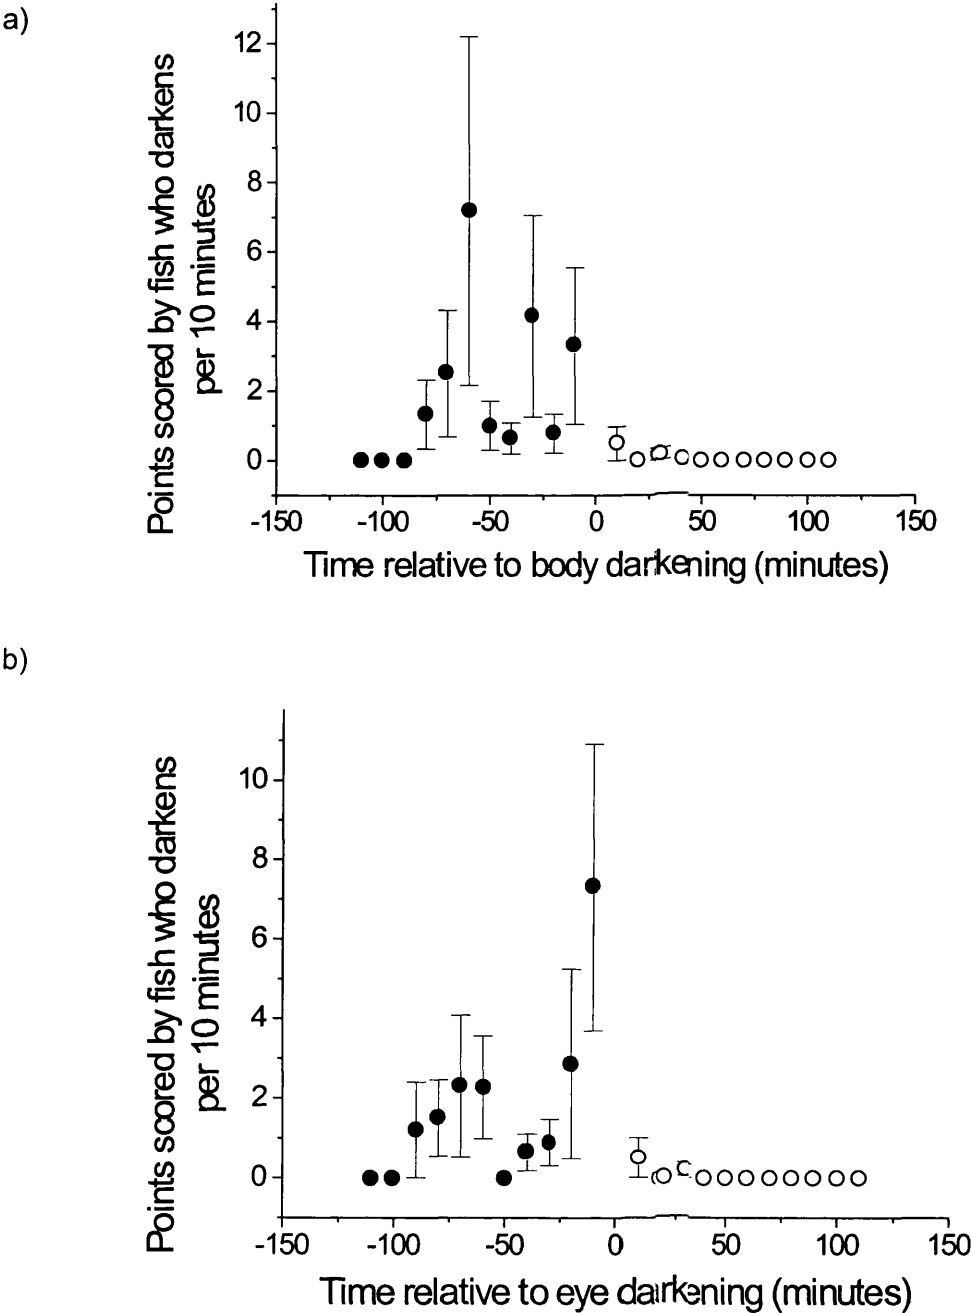 a)
Points scored by fish who darkens
per 10 minutes
12
10
8
6
4
2
0
-150 -100 -50 0 50 100 150
Time relative to body darkening (minutes)
b)
Points scored by fish who darkens
per 10 minutes
10
8
6
4
2
0
-150 -100 -50 0 50 100 150
Time relative to eye darkening (minutes)